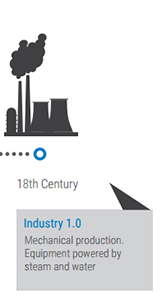 18th Century
Industry 1.0
Mechanical production.
Equipment powered by
steam and water